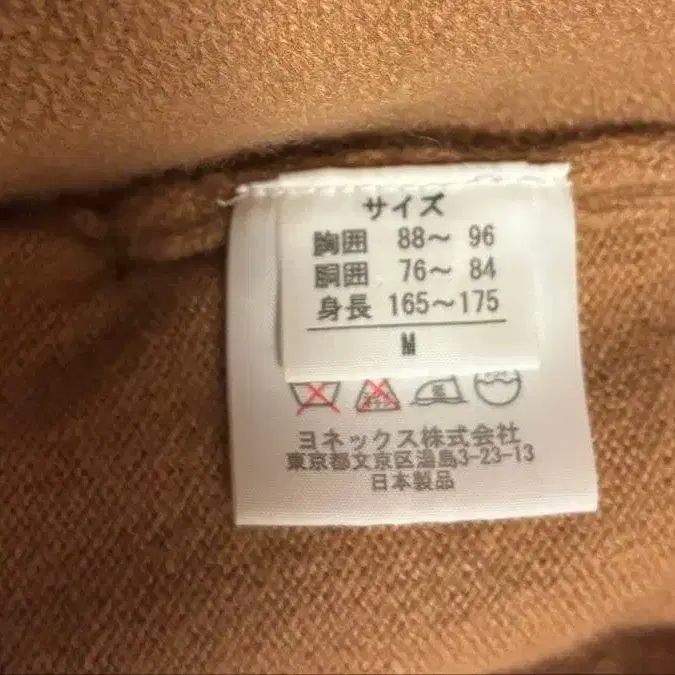 サイズ
胸囲 88〜 96
胴囲 76〜 84
身長 165〜175
M
ヨネックス株式会社
東京都文京区湯島3-23-13
日本製品